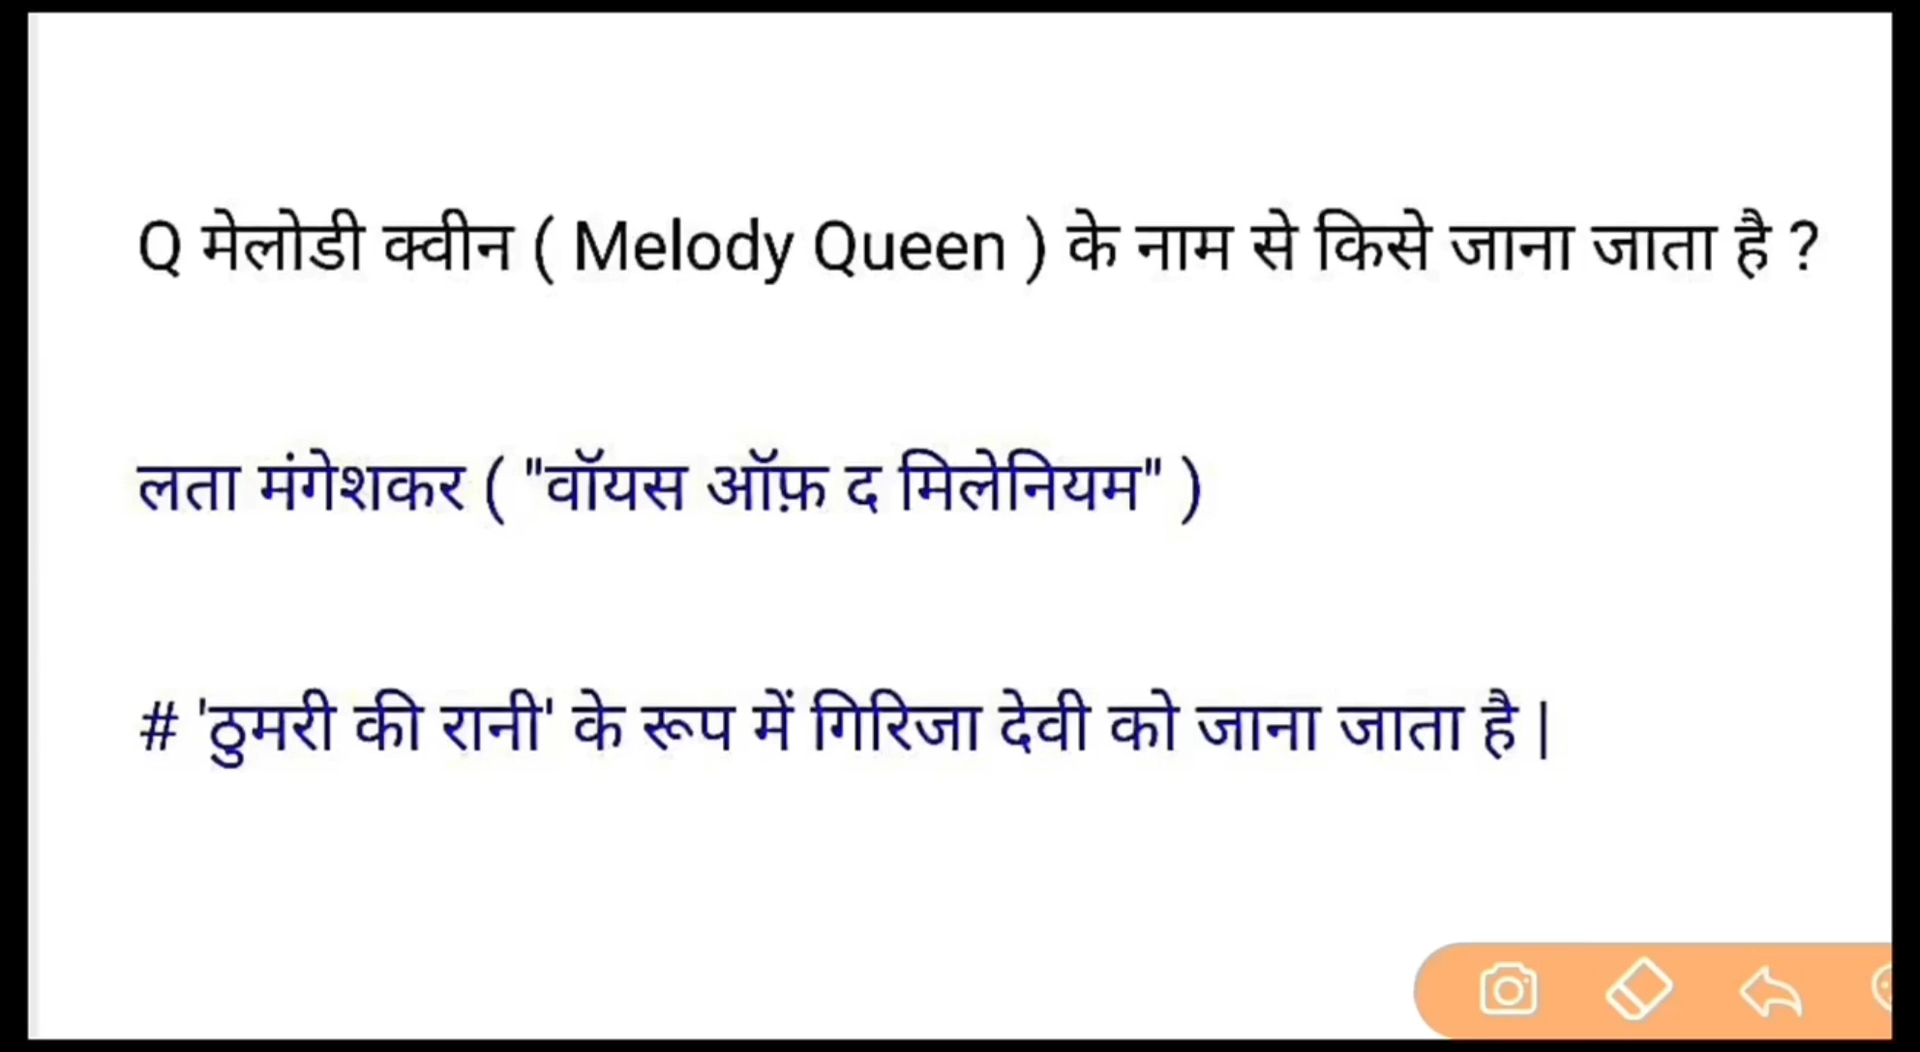 Q मेलोडी क्वीन ( Melody Queen ) के नाम से किसे जाना जाता है ?
लता मंगेशकर ( "वॉयस ऑफ़ द मिलेनियम" )
# 'ठुमरी की रानी' के रूप में गिरिजा देवी को जाना जाता है |